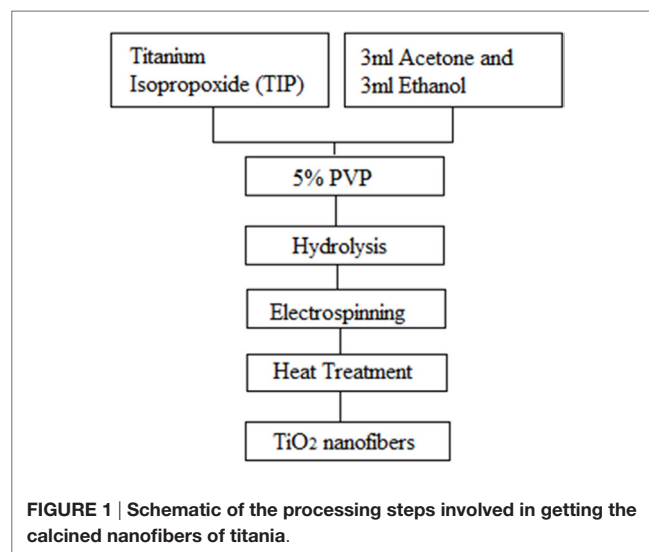 Titanium
Isopropoxide (TIP)
3ml Acetone and
3ml Ethanol
5% PVP
Hydrolysis
Electrospinning
Heat Treatment
TiO2 nanofibers
FIGURE 1 | Schematic of the processing steps involved in getting the
calcined nanofibers of titania.